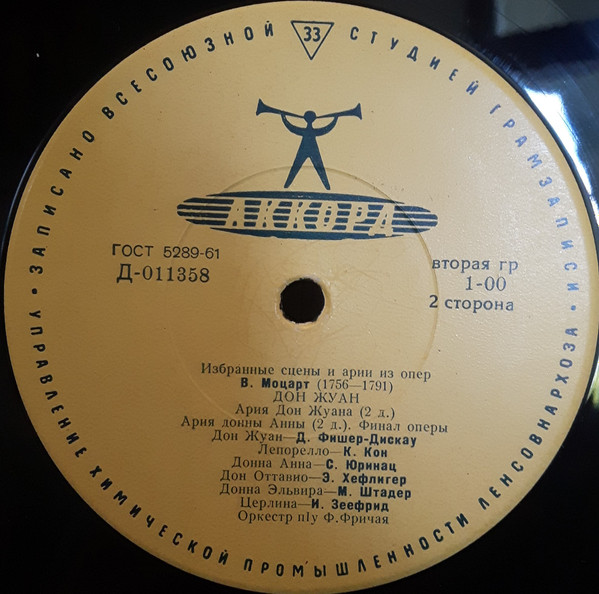 • ЗАПИСАНО ВСЕСОЮЗНОЙ 33 СТУДИЕЙ ГРАМЗАПИСИ •
АККОРД
ГОСТ 5289-61
Д-011358
вторая гр
1-00
2 сторона
Избранные сцены и арии из опер
В. Моцарт (1756—1791)
ДОН ЖУАН
Ария Дон Жуана (2 д.)
Ария донны Анны (2 д.). Финал оперы
Дон Жуан—Д. Фишер-Дискау
Лепорелло—К. Кон
Донна Анна—С. Юринац
Дон Оттавио—Э. Хефлигер
Донна Эльвира—М. Штадер
Церлина—И. Зеефрид
Оркестр п/у Ф.Фричая
УПРАВЛЕНИЕ ХИМИЧЕСКОЙ ПРОМЫШЛЕННОСТИ ЛЕНСОВНАРХОЗА